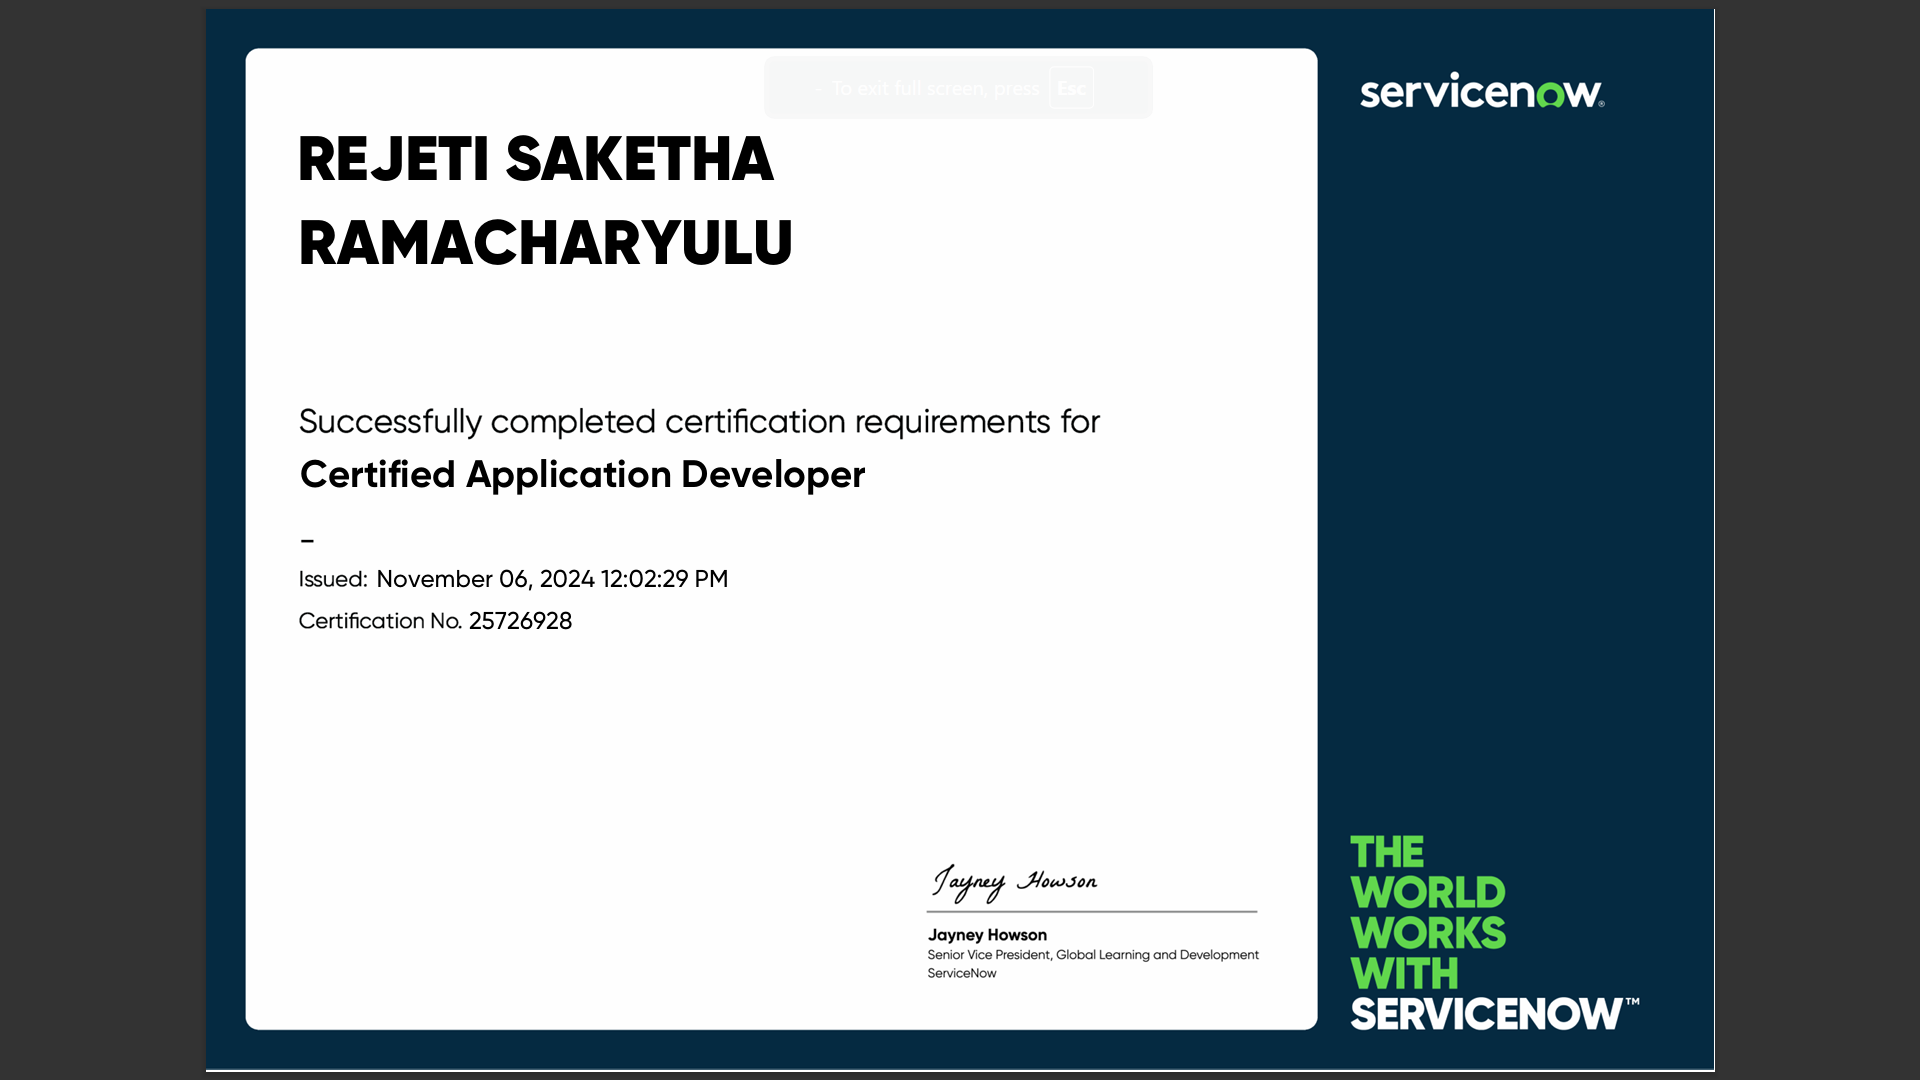 - To exit full screen, press Esc
servicenow®
REJETI SAKETHA
RAMACHARYULU
Successfully completed certification requirements for
Certified Application Developer
–
Issued: November 06, 2024 12:02:29 PM
Certification No. 25726928
Jayney Howson
Jayney Howson
Senior Vice President, Global Learning and Development
ServiceNow
THE
WORLD
WORKS
WITH
SERVICENOW™